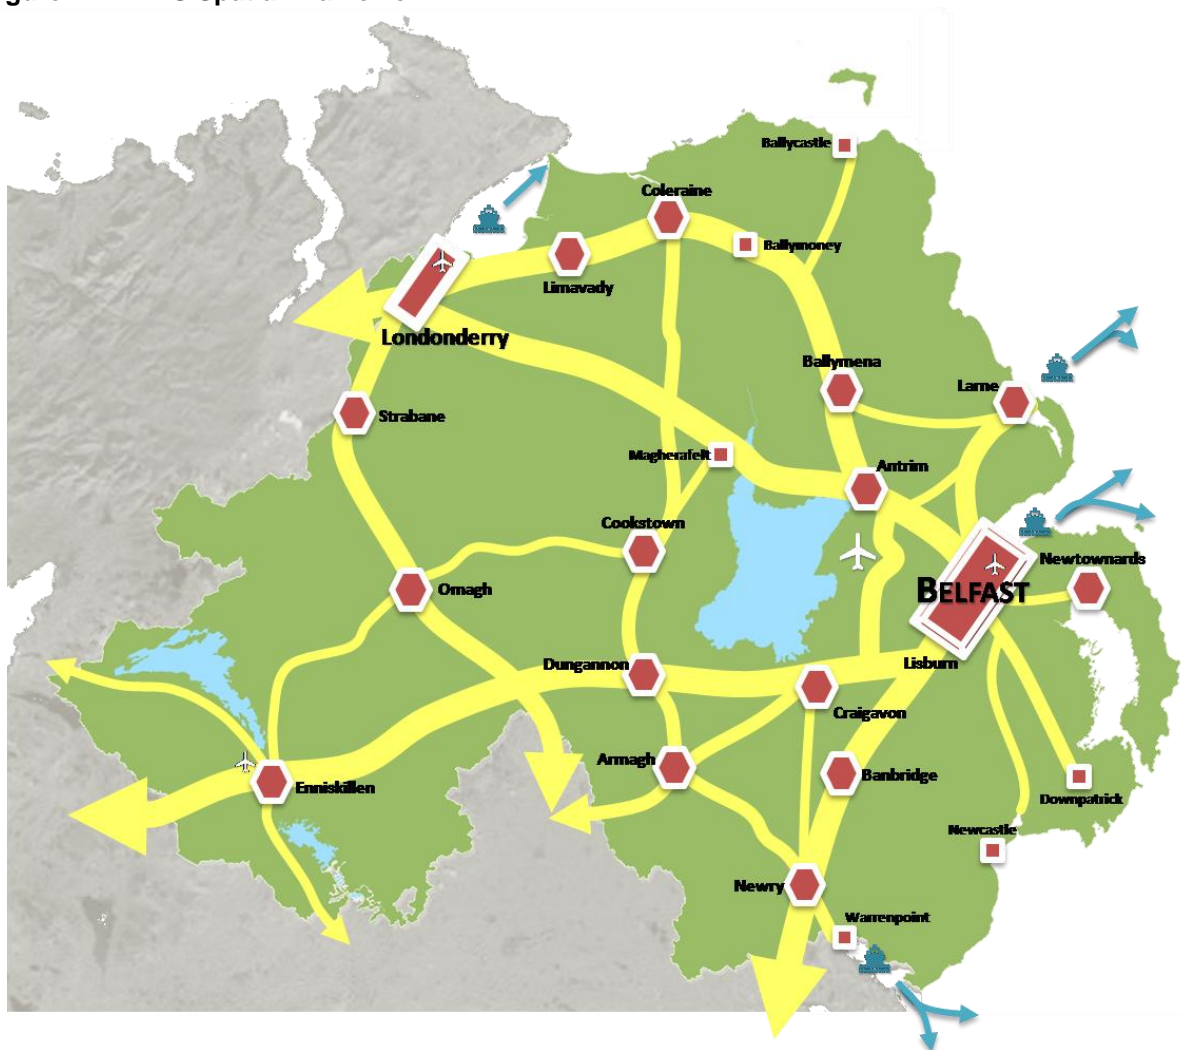 Ballycastle
Coleraine
Ballymoney
Limavady
Londonderry
Ballymena
Larne
Strabane
Magherafelt
Antrim
Cookstown
Newtownards
Omagh
BELFAST
Dungannon
Lisburn
Craigavon
Armagh
Banbridge
Enniskillen
Downpatrick
Newcastle
Newry
Warrenpoint